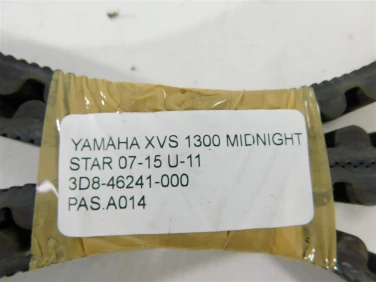 YAMAHA XVS 1300 MIDNIGHT
STAR 07-15 U-11
3D8-46241-000
PAS.A014